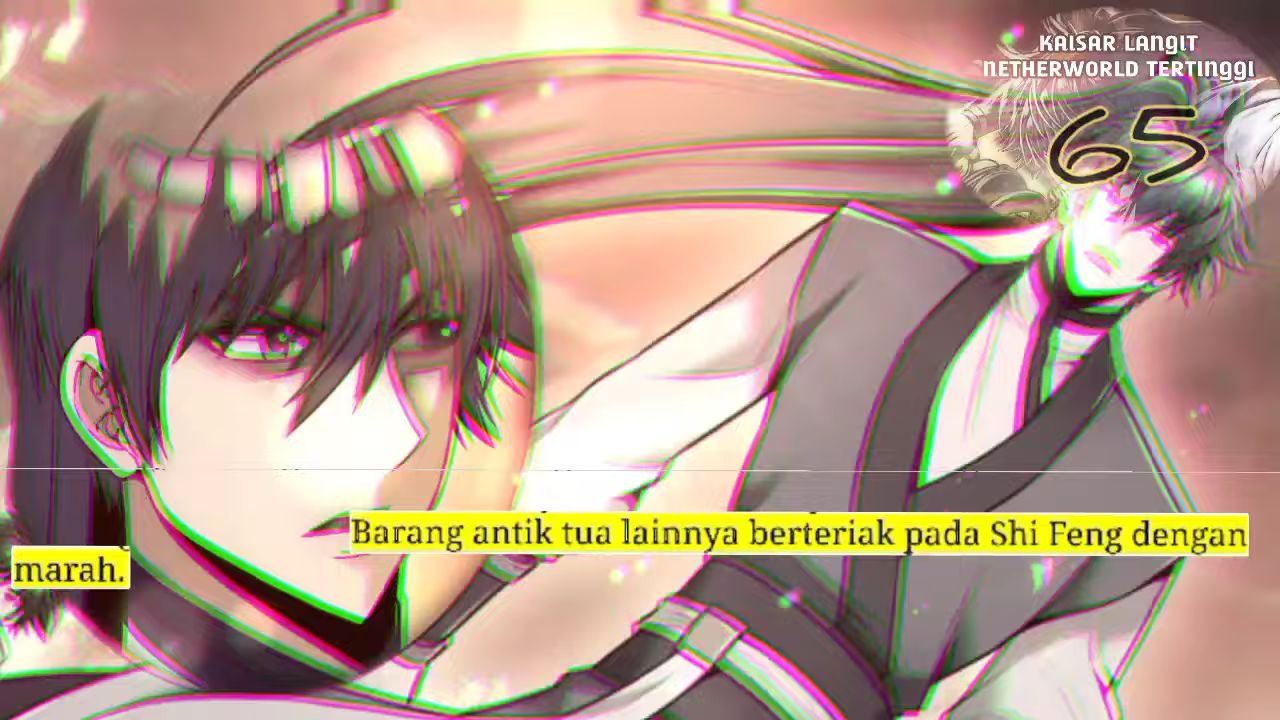 KAISAR LANGIT
NETHERWORLD TERTINGGI
65
Barang antik tua lainnya berteriak pada Shi Feng dengan
marah.